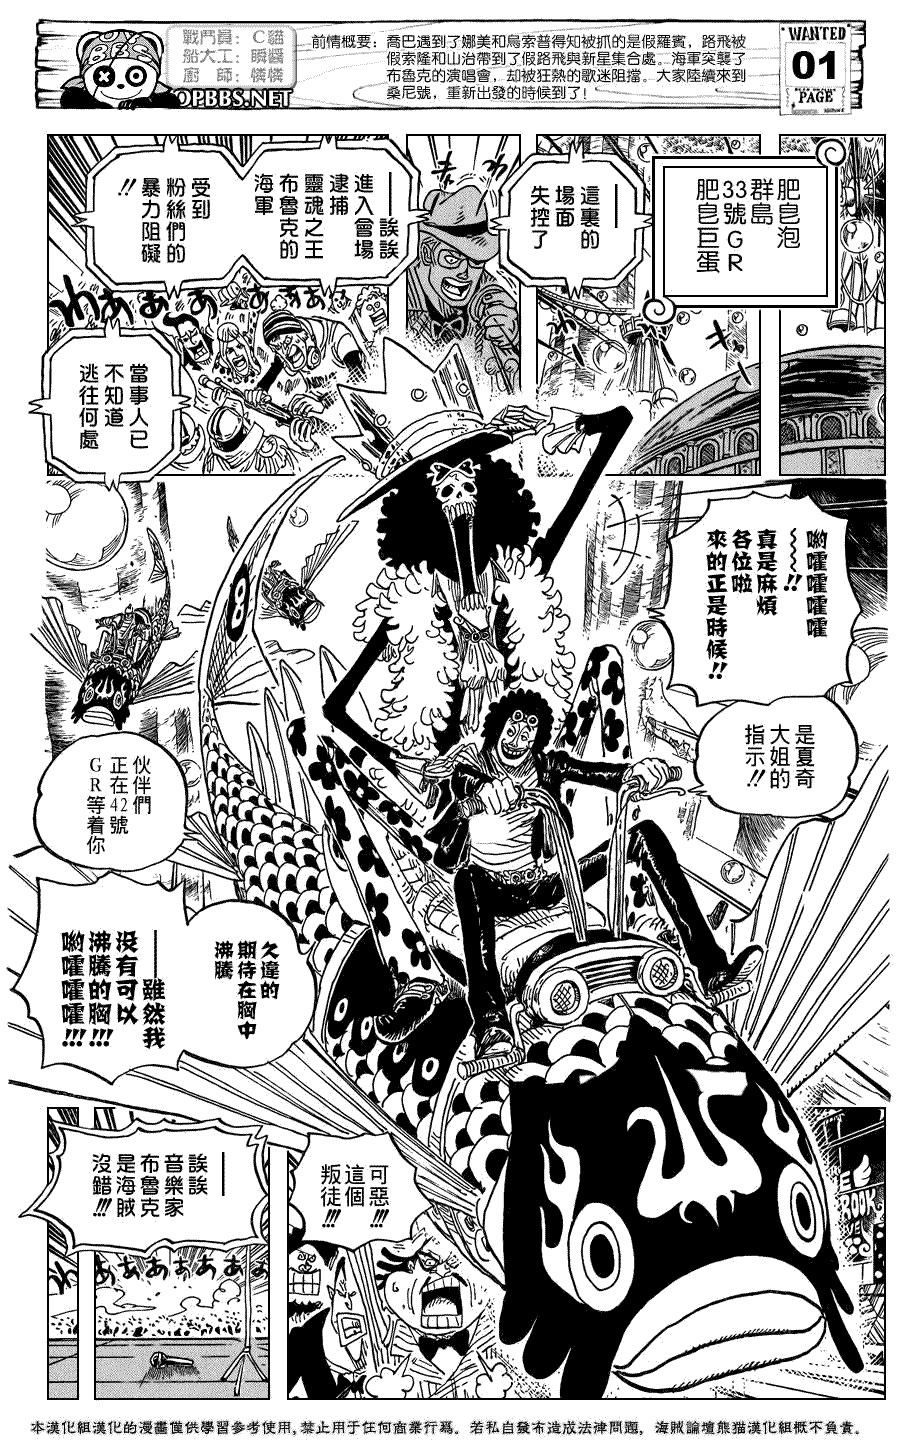 戰鬥員：C貓
船大工：瞬醬
廚　師：憐憐
OPBBS.NET
前情概要：喬巴遇到了娜美和烏索普得知被抓的是假羅賓，路飛被
假索隆和山治帶到了假路飛與新星集合處。海軍突襲了
布魯克的演唱會，却被狂熱的歌迷阻擋。大家陸續來到
桑尼號，重新出發的時候到了！
WANTED
01
PAGE
肥皂泡
群島
33號GR
肥皂巨蛋
這裏的
場面
失控了
——誒誒
進入會場
逮捕
靈魂之王
布魯克的
海軍
受到
粉絲們的
暴力阻礙
!!
わあぁあぁ
當事人已
不知道
逃往何處
喲嚯嚯嚯嚯
~~~!!
真是麻煩
各位啦
來的正是時候!!
是夏奇
大姐的
指示!!
伙伴們
正在42號
GR等着你
久違的
期待在胸中
沸騰
——雖然我
没有可以
沸騰的胸!!!
喲嚯嚯嚯!!!
可惡
這個
叛徒!!!
——
誒誒
音樂家
布魯克
是海賊
沒錯!!!
本漢化組漢化的漫畫僅供學習參考使用,禁止用于任何商業行爲。若私自發布造成法律問題，海賊論壇熊猫漢化組概不負責。